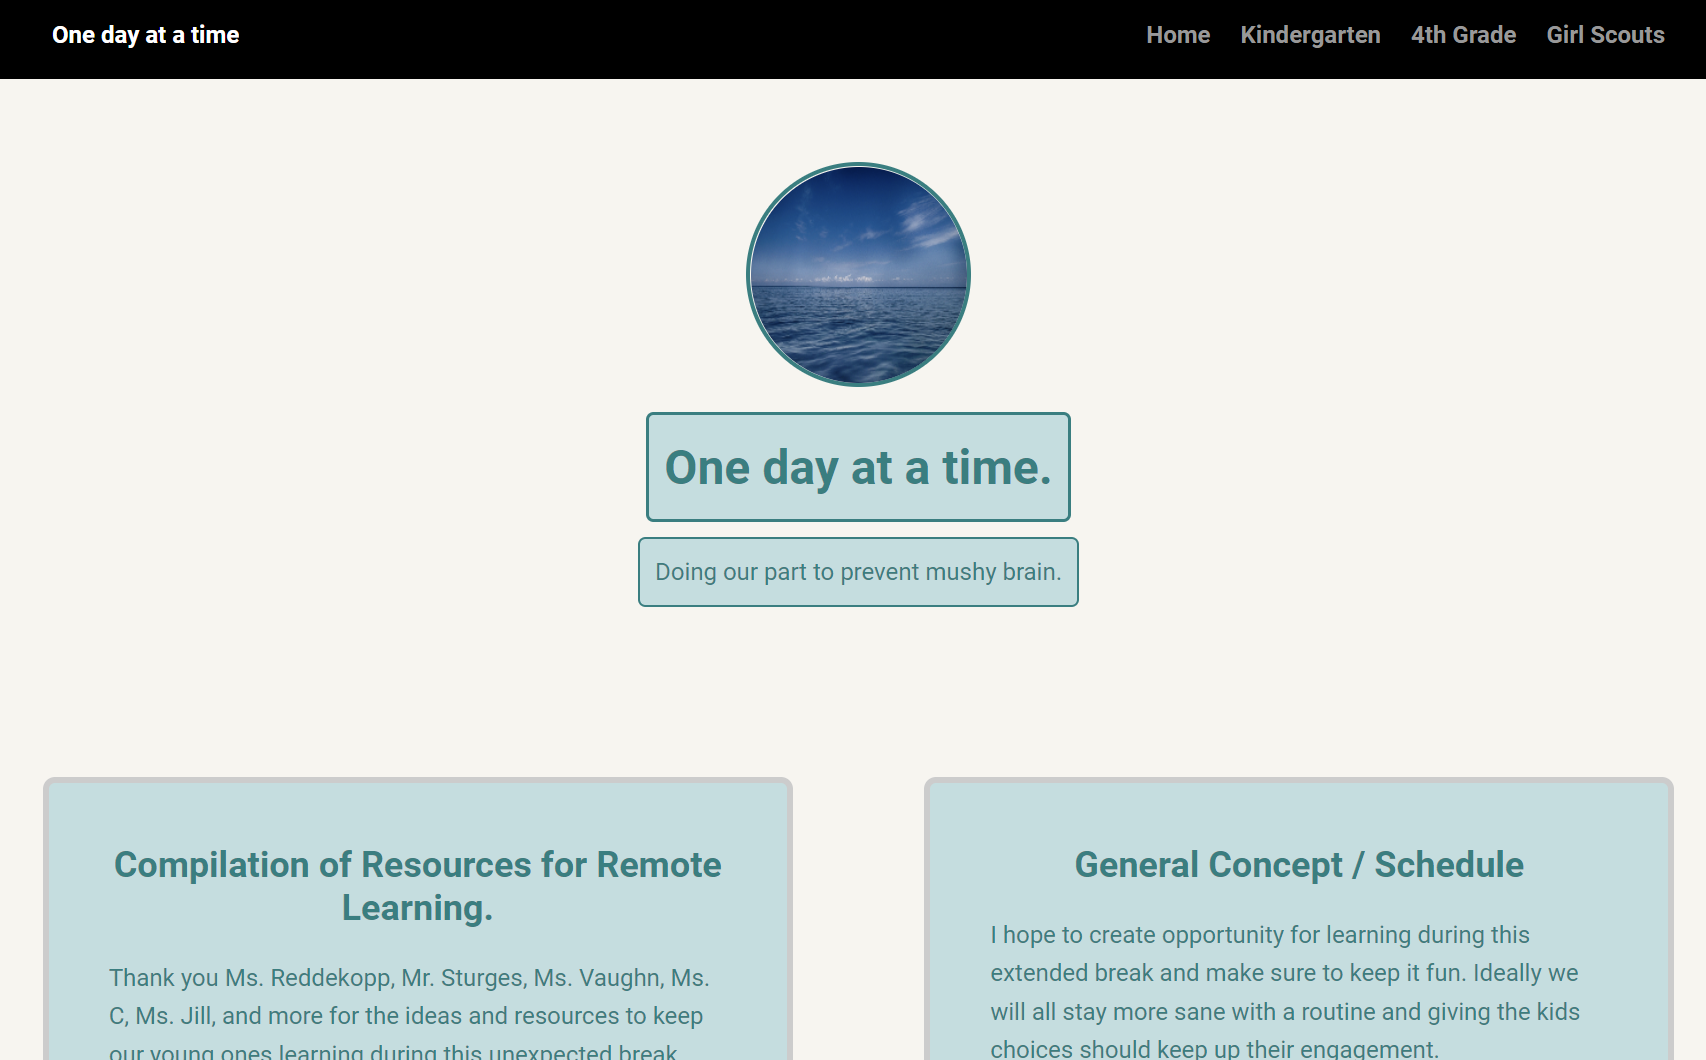 One day at a time
Home Kindergarten 4th Grade Girl Scouts
One day at a time.
Doing our part to prevent mushy brain.
Compilation of Resources for Remote
Learning.
Thank you Ms. Reddekopp, Mr. Sturges, Ms. Vaughn, Ms.
C, Ms. Jill, and more for the ideas and resources to keep
our young ones learning during this unexpected break.
General Concept / Schedule
I hope to create opportunity for learning during this
extended break and make sure to keep it fun. Ideally we
will all stay more sane with a routine and giving the kids
choices should keep up their engagement.